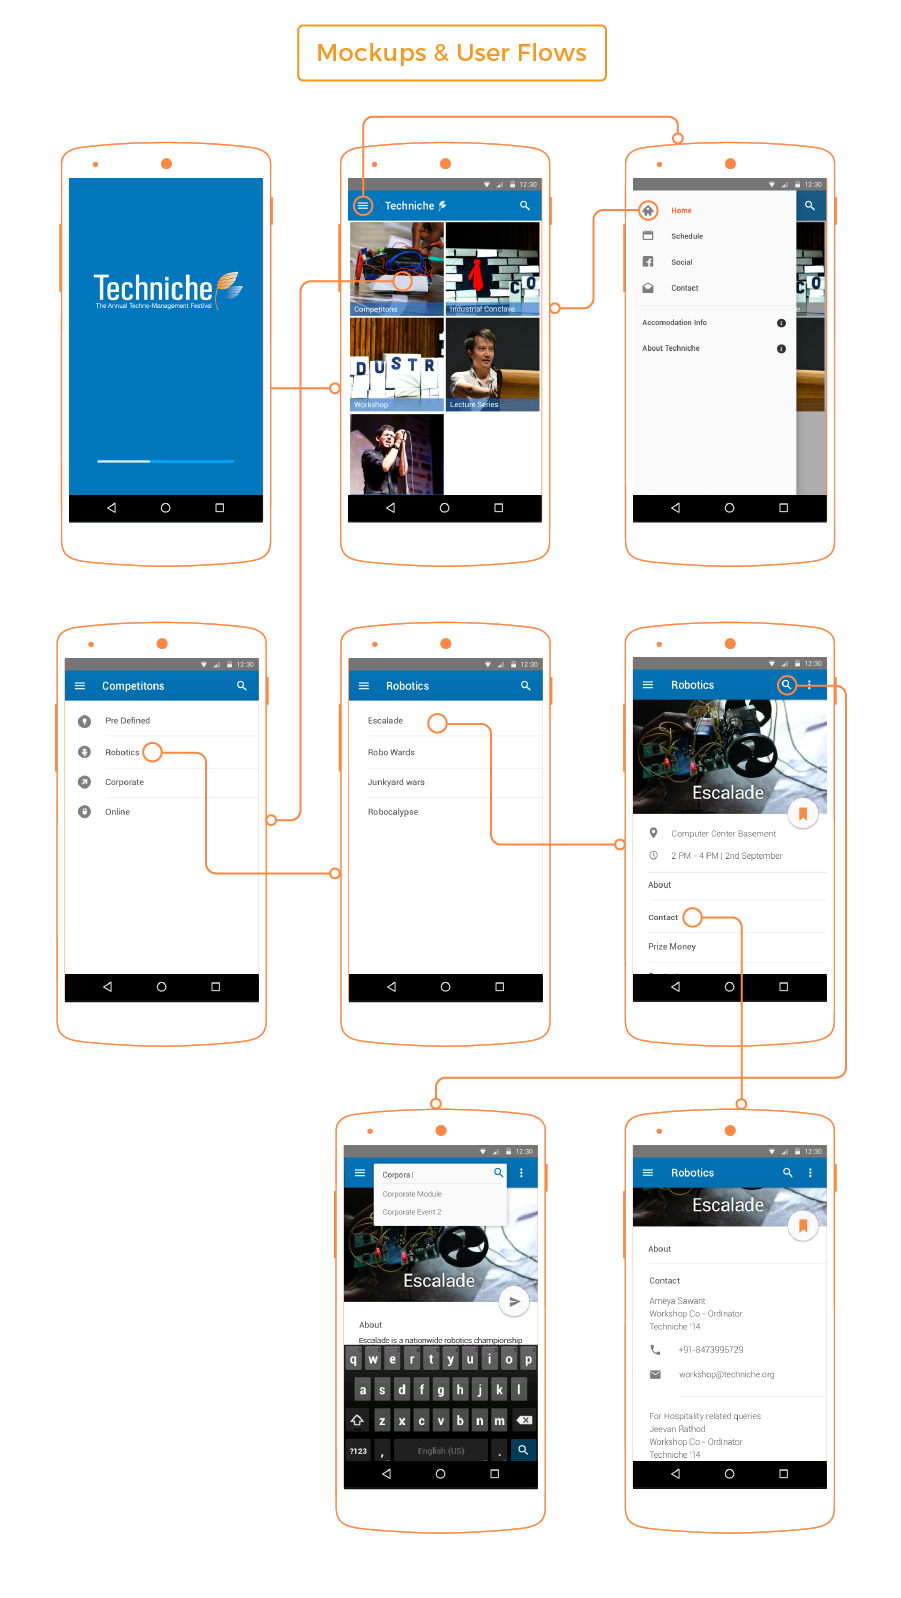 Mockups & User Flows
Techniche
The Annual Techno-Management Festival
12:30
Techniche
Competitons
Industrial Conclave
CO
DUSTR
Workshop
Lecture Series
12:30
Home
Schedule
Social
Contact
Accomodation Info
About Techniche
12:30
Competitons
Pre Defined
Robotics
Corporate
Online
12:30
Robotics
Escalade
Robo Wards
Junkyard wars
Robocalypse
12:30
Robotics
Escalade
Computer Center Basement
2 PM - 4 PM | 2nd September
About
Contact
Prize Money
12:30
Corpora |
Corporate Module
Corporate Event 2
Escalade
About
Escalade is a nationwide robotics championship
q w e r t y u i o p
a s d f g h j k l
z x c v b n m
?123 , English (US) .
12:30
Robotics
Escalade
About
Contact
Ameya Sawant
Workshop Co - Ordinator
Techniche '14
+91-8473995729
workshop@techniche.org
For Hospitality related queries
Jeevan Rathod
Workshop Co - Ordinator
Techniche '14